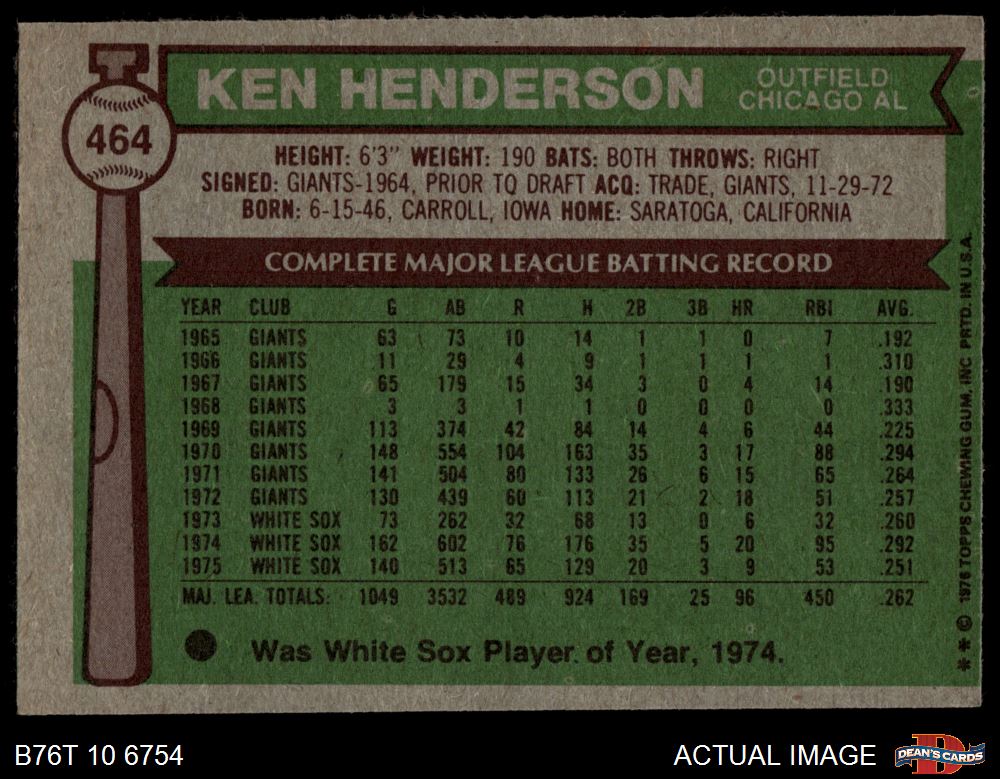 464
KEN HENDERSON
OUTFIELD
CHICAGO AL
HEIGHT: 6'3" WEIGHT: 190 BATS: BOTH THROWS: RIGHT
SIGNED: GIANTS-1964, PRIOR TO DRAFT ACQ: TRADE, GIANTS, 11-29-72
BORN: 6-15-46, CARROLL, IOWA HOME: SARATOGA, CALIFORNIA
COMPLETE MAJOR LEAGUE BATTING RECORD
YEAR CLUB G AB R H 2B 3B HR RBI AVG.
1965 GIANTS 63 73 10 14 1 1 0 7 .192
1966 GIANTS 11 29 4 9 1 1 1 1 .310
1967 GIANTS 65 179 15 34 3 0 4 14 .190
1968 GIANTS 3 3 1 1 0 0 0 0 .333
1969 GIANTS 113 374 42 84 14 4 6 44 .225
1970 GIANTS 148 554 104 163 35 3 17 88 .294
1971 GIANTS 141 504 80 133 26 6 15 65 .264
1972 GIANTS 130 439 60 113 21 2 18 51 .257
1973 WHITE SOX 73 262 32 68 13 0 6 32 .260
1974 WHITE SOX 162 602 76 176 35 5 20 95 .292
1975 WHITE SOX 140 513 65 129 20 3 9 53 .251
MAJ. LEA. TOTALS: 1049 3532 489 924 169 25 96 450 .262
Was White Sox Player of Year, 1974.
** © 1976 TOPPS CHEWING GUM, INC PRTD. IN U.S.A.
B76T 10 6754
ACTUAL IMAGE
DEAN'S CARDS